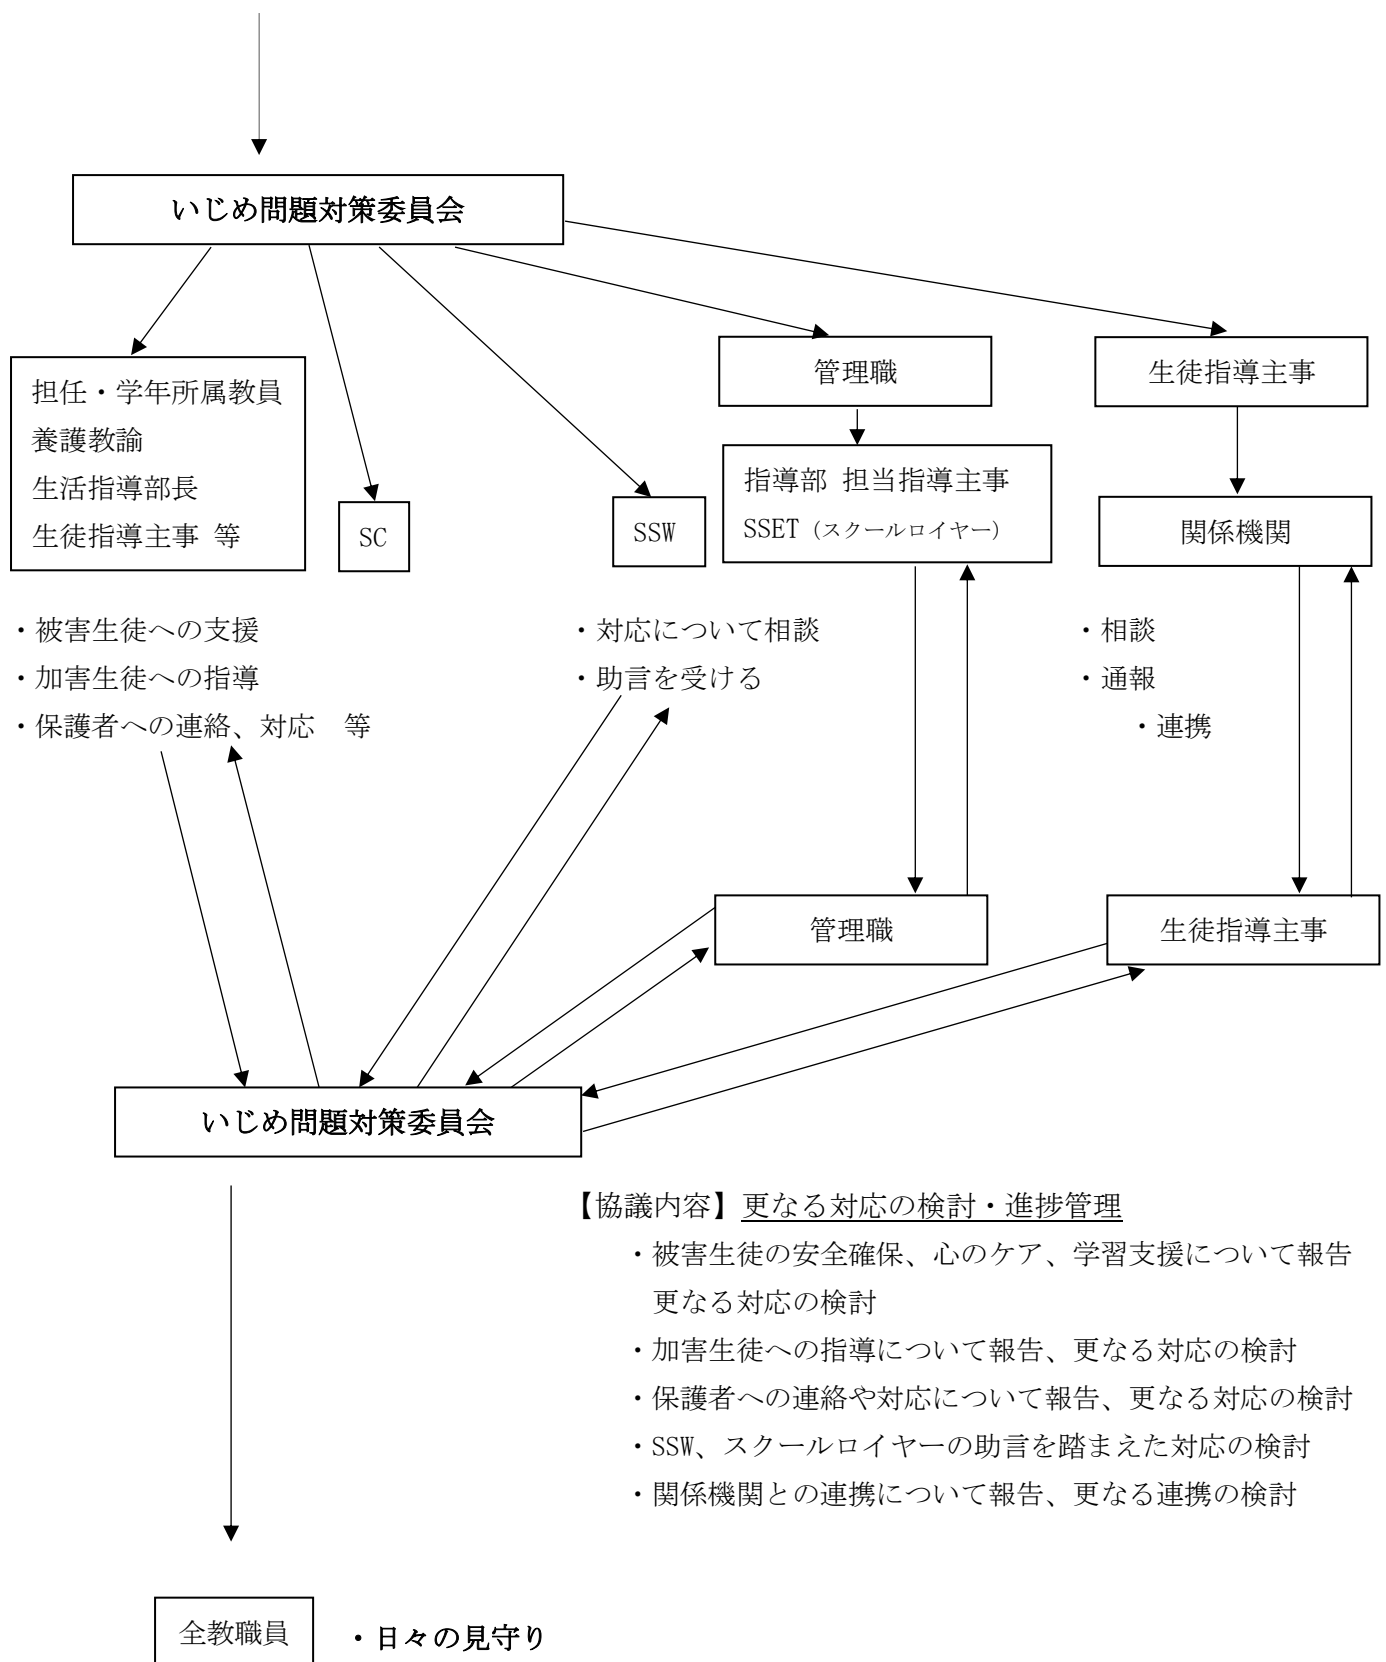 いじめ問題対策委員会
担任・学年所属教員
養護教諭
生活指導部長
生徒指導主事 等
SC
SSW
管理職
指導部 担当指導主事
SSET（スクールロイヤー）
生徒指導主事
関係機関
・被害生徒への支援
・加害生徒への指導
・保護者への連絡、対応　等
・対応について相談
・助言を受ける
・相談
・通報
・連携
管理職
生徒指導主事
いじめ問題対策委員会
【協議内容】更なる対応の検討・進捗管理
・被害生徒の安全確保、心のケア、学習支援について報告
更なる対応の検討
・加害生徒への指導について報告、更なる対応の検討
・保護者への連絡や対応について報告、更なる対応の検討
・SSW、スクールロイヤーの助言を踏まえた対応の検討
・関係機関との連携について報告、更なる連携の検討
全教職員
・日々の見守り